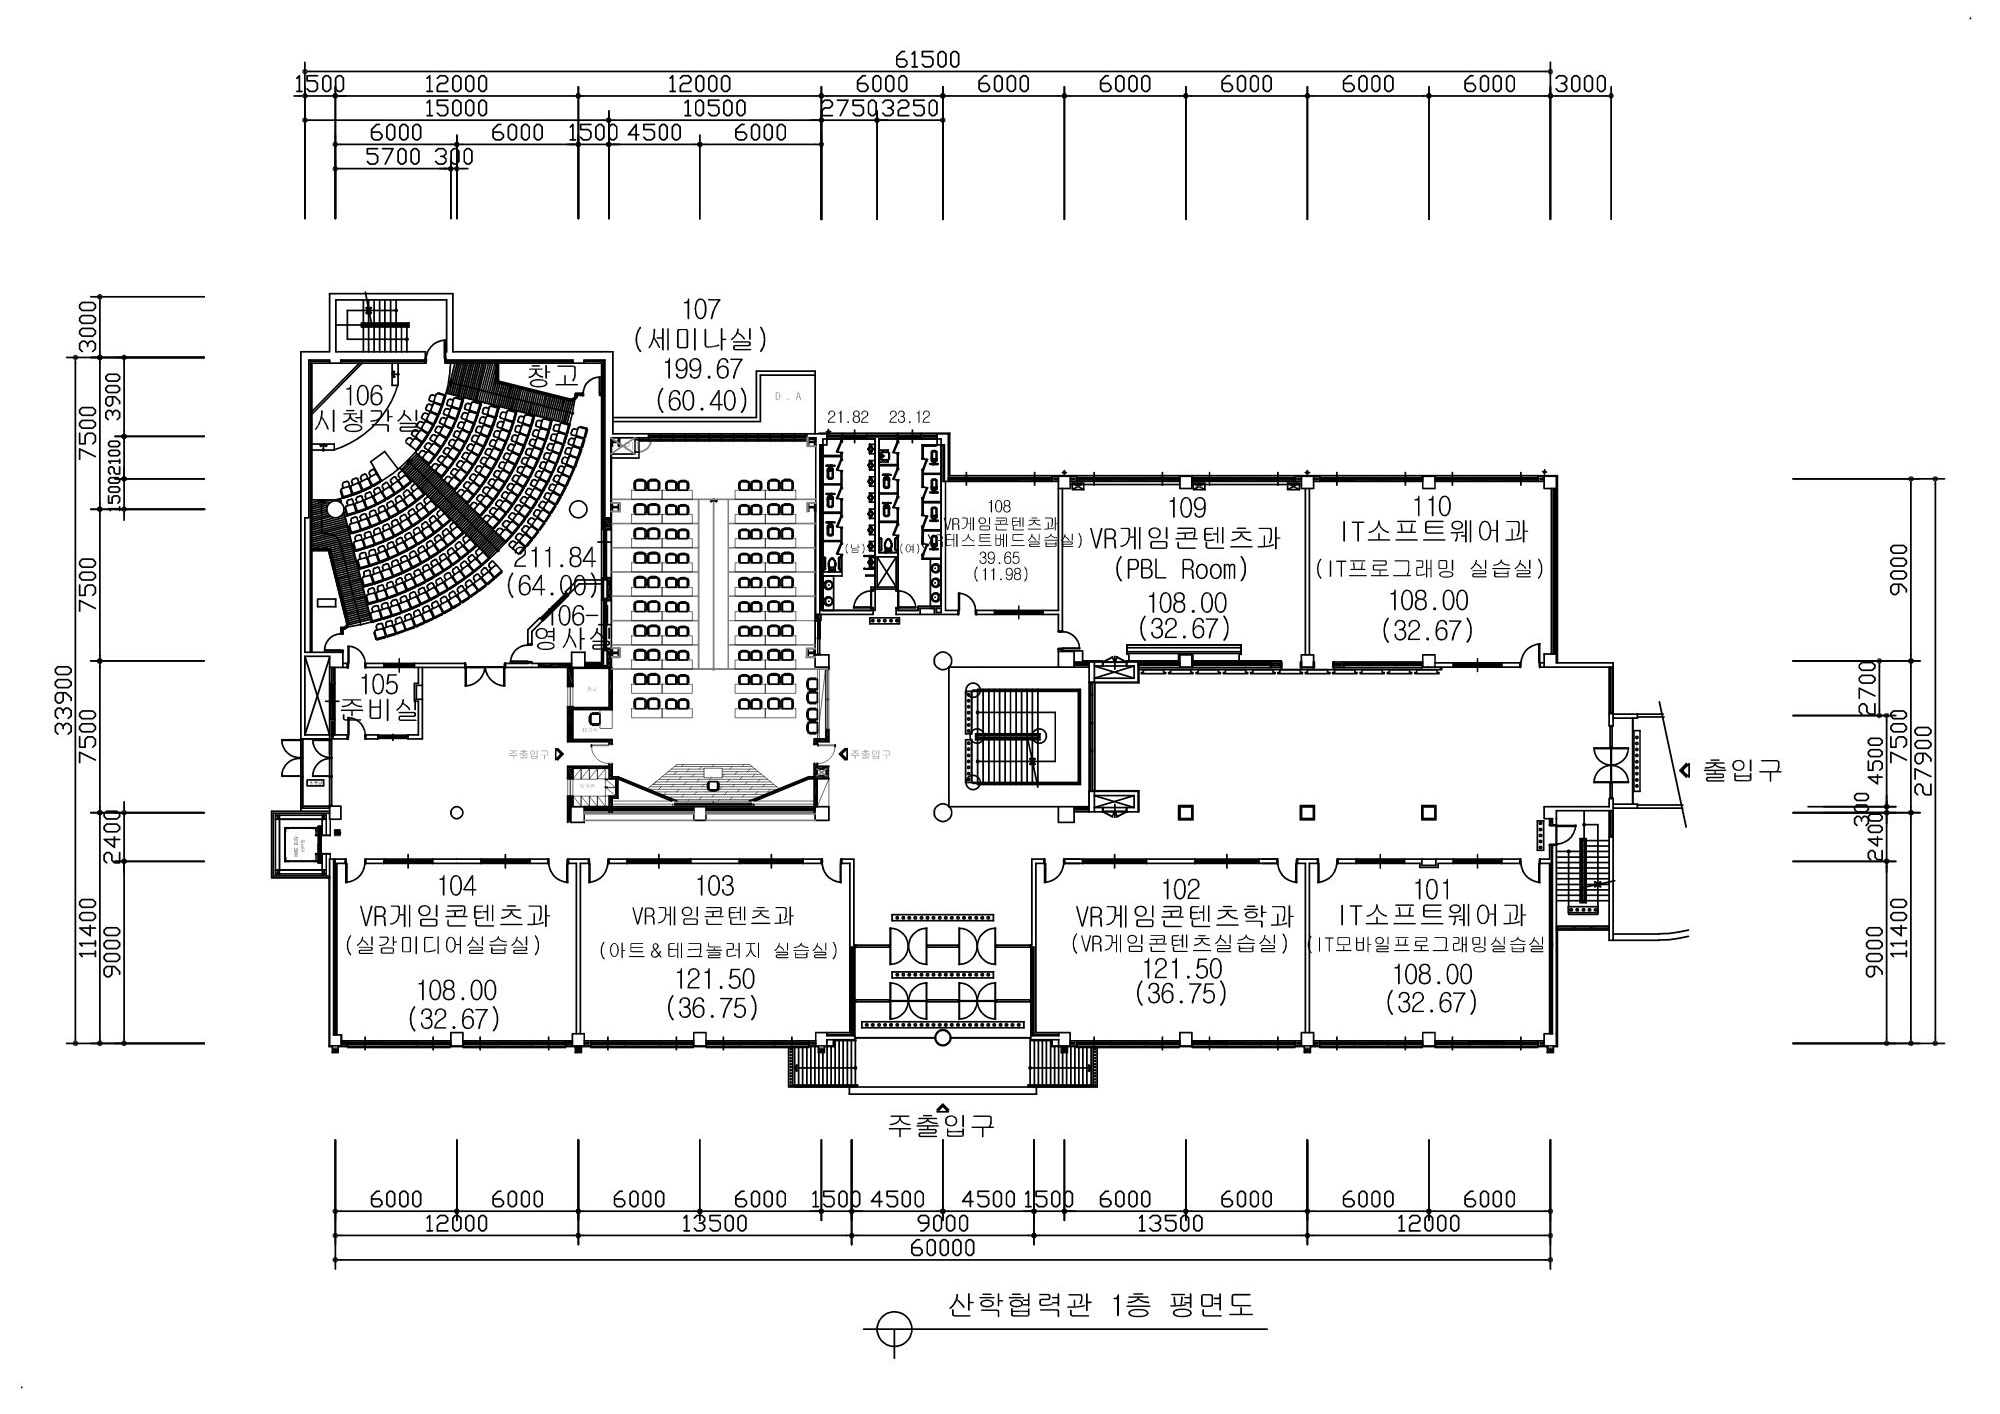 61500
1500 12000 12000 6000 6000 6000 6000 6000 6000 3000
15000 10500 2750 3250
6000 6000 1500 4500 6000
5700 300
3000
3900
7500
2100
1500
7500
33900
7500
2400
11400
9000
107
(세미나실)
199.67
(60.40)
D.A
106
시청각실
창고
211.84
(64.00)
106-
영사실
105
주비실
21.82 23.12
(남) (여)
108
VR게임콘텐츠과
테스트베드실습실)
39.65
(11.98)
109
VR게임콘텐츠과
(PBL Room)
108.00
(32.67)
110
IT소프트웨어과
(IT프로그래밍 실습실)
108.00
(32.67)
주출입구
주출입구
출입구
9000
2700
7500
4500
27900
300
2400
11400
9000
104
VR게임콘텐츠과
(실감미디어실습실)
108.00
(32.67)
103
VR게임콘텐츠과
(아트&테크놀러지 실습실)
121.50
(36.75)
102
VR게임콘텐츠학과
(VR게임콘텐츠실습실)
121.50
(36.75)
101
IT소프트웨어과
(IT모바일프로그래밍실습실
108.00
(32.67)
주출입구
6000 6000 6000 6000 1500 4500 4500 1500 6000 6000 6000 6000
12000 13500 9000 13500 12000
60000
산학협력관 1층 평면도